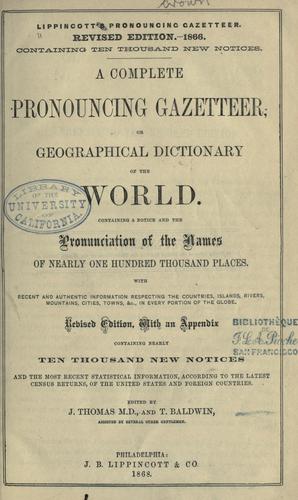 Brown
LIPPINCOTT'S PRONOUNCING GAZETTEER.
REVISED EDITION.—1866.
CONTAINING TEN THOUSAND NEW NOTICES.
A COMPLETE
PRONOUNCING GAZETTEER,
OR
GEOGRAPHICAL DICTIONARY
OF THE
WORLD.
LIBRARY
OF THE
UNIVERSITY
OF
CALIFORNIA.
CONTAINING A NOTICE AND THE
Pronunciation of the Names
OF NEARLY ONE HUNDRED THOUSAND PLACES.
WITH
RECENT AND AUTHENTIC INFORMATION RESPECTING THE COUNTRIES, ISLANDS, RIVERS,
MOUNTAINS, CITIES, TOWNS, &c., IN EVERY PORTION OF THE GLOBE.
Revised Edition, With an Appendix
CONTAINING NEARLY
TEN THOUSAND NEW NOTICES
BIBLIOTHÈQUE
SAN FRANCISCO
AND THE MOST RECENT STATISTICAL INFORMATION, ACCORDING TO THE LATEST
CENSUS RETURNS, OF THE UNITED STATES AND FOREIGN COUNTRIES.
EDITED BY
J. THOMAS M.D., AND T. BALDWIN,
ASSISTED BY SEVERAL OTHER GENTLEMEN.
PHILADELPHIA:
J. B. LIPPINCOTT & CO.
1868.